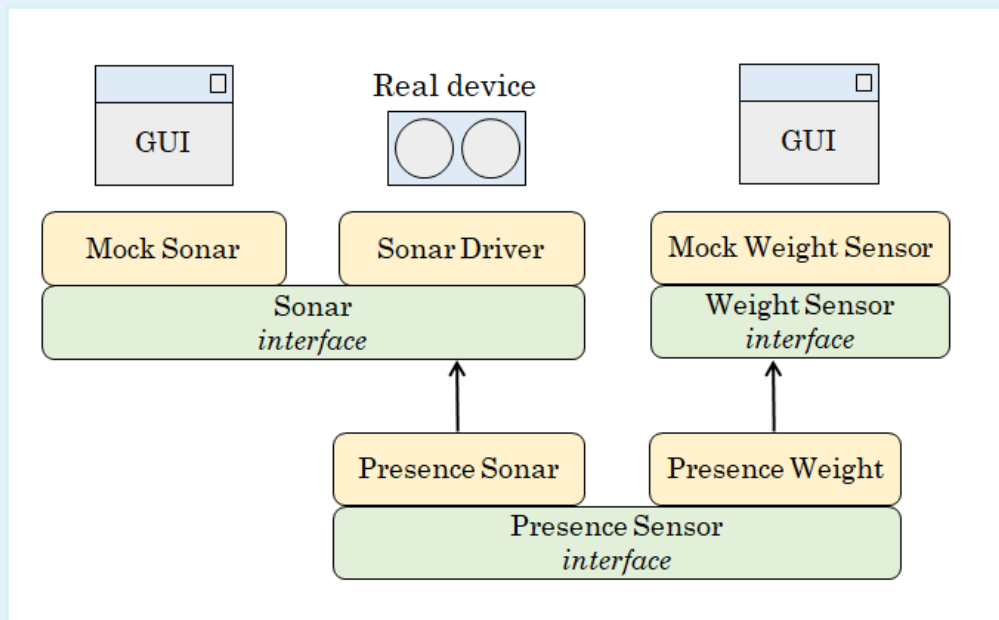 Real device
GUI
GUI
Mock Sonar
Sonar Driver
Mock Weight Sensor
Sonar
interface
Weight Sensor
interface
Presence Sonar
Presence Weight
Presence Sensor
interface